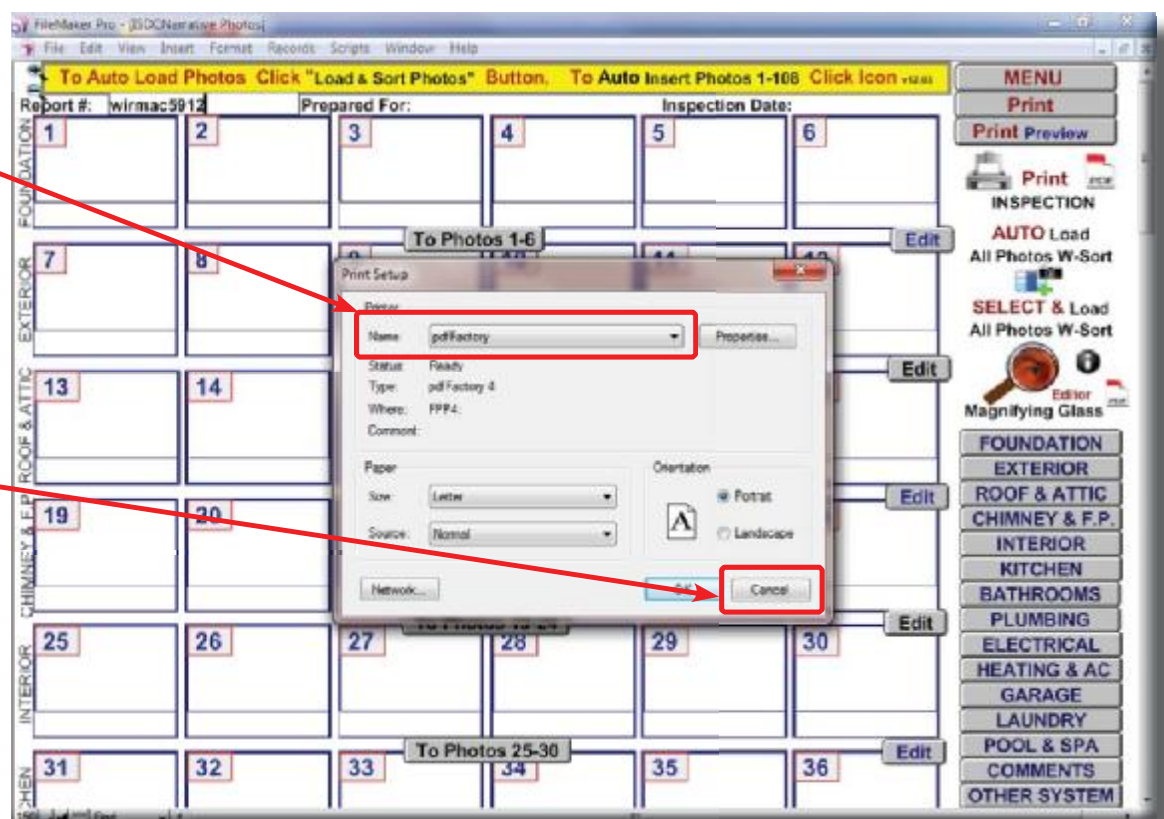 FileMaker Pro - [ISDCNarrative Photos]
File Edit View Insert Format Records Scripts Window Help
To Auto Load Photos Click "Load & Sort Photos" Button, To Auto Insert Photos 1-108 Click Icon
Report #: wirmac5912 Prepared For: Inspection Date:
FOUNDATION
1 2 3 4 5 6
To Photos 1-6 Edit
EXTERIOR
7 8
Print Setup
Printer
Name: pdfFactory Properties...
Status: Ready
Type: pdfFactory 4
Where: FPP4:
Comment:
Paper
Size: Letter
Source: Normal
Orientation
A
Portrait
Landscape
Network... OK Cancel
Edit
ROOF & ATTIC
13 14
Edit
CHIMNEY & F.P.
19 20
Edit
INTERIOR
25 26 27 28 29 30
To Photos 25-30 Edit
31 32 33 34 35 36
MENU
Print
Print Preview
Print PDF
INSPECTION
AUTO Load
All Photos W-Sort
SELECT & Load
All Photos W-Sort
Editor
Magnifying Glass
FOUNDATION
EXTERIOR
ROOF & ATTIC
CHIMNEY & F.P.
INTERIOR
KITCHEN
BATHROOMS
PLUMBING
ELECTRICAL
HEATING & AC
GARAGE
LAUNDRY
POOL & SPA
COMMENTS
OTHER SYSTEM